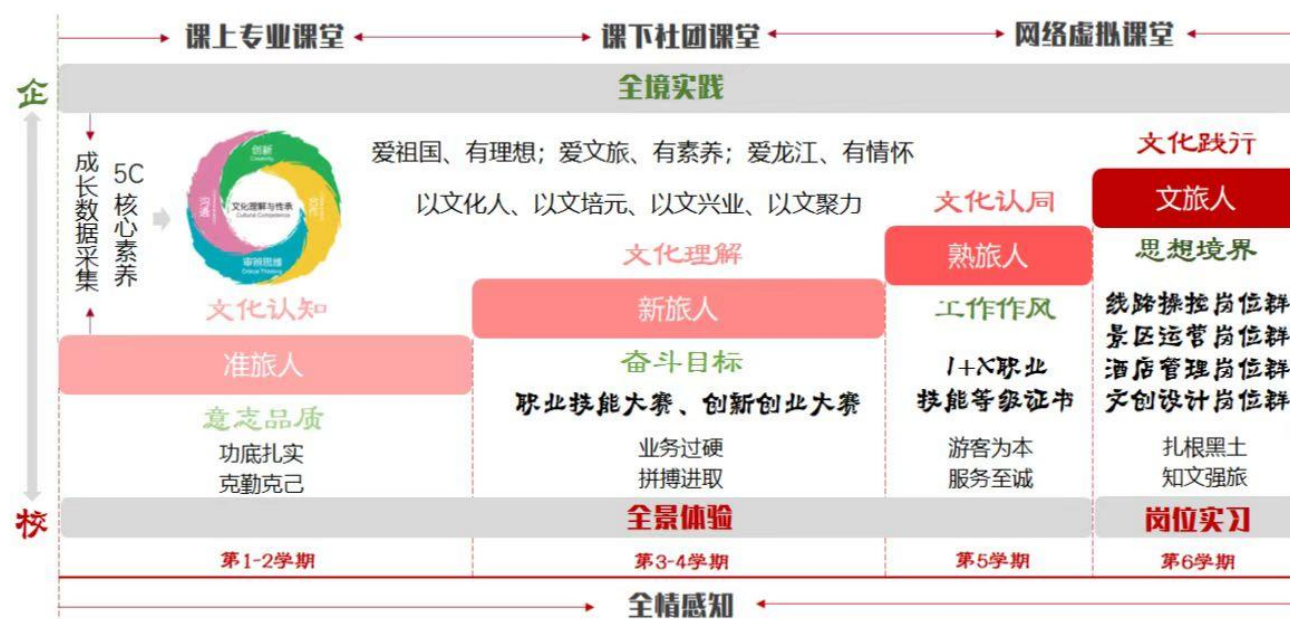 课上专业课堂
课下社团课堂
网络虚拟课堂
企
全境实践
成长数据采集
5C核心素养
创新
Creativity
沟通
文化理解与传承
Cultural Competence
审辩思维
Critical Thinking
爱祖国、有理想；爱文旅、有素养；爱龙江、有情怀
以文化人、以文培元、以文兴业、以文聚力
文化认知
准旅人
意志品质
功底扎实
克勤克己
文化理解
新旅人
奋斗目标
职业技能大赛、创新创业大赛
业务过硬
拼搏进取
文化认同
熟旅人
工作作风
1+X职业
技能等级证书
游客为本
服务至诚
文化践行
文旅人
思想境界
线路操控岗位群
景区运营岗位群
酒店管理岗位群
文创设计岗位群
扎根黑土
知文强旅
校
全景体验
岗位实习
第1-2学期
第3-4学期
第5学期
第6学期
全情感知